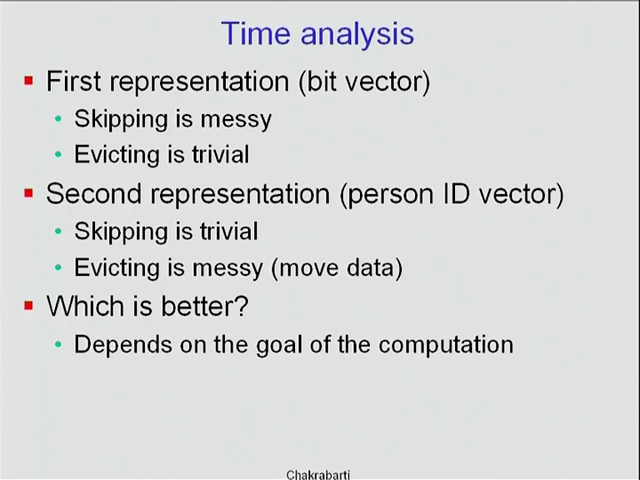 Time analysis
First representation (bit vector)
Skipping is messy
Evicting is trivial
Second representation (person ID vector)
Skipping is trivial
Evicting is messy (move data)
Which is better?
Depends on the goal of the computation
Chakrabarti